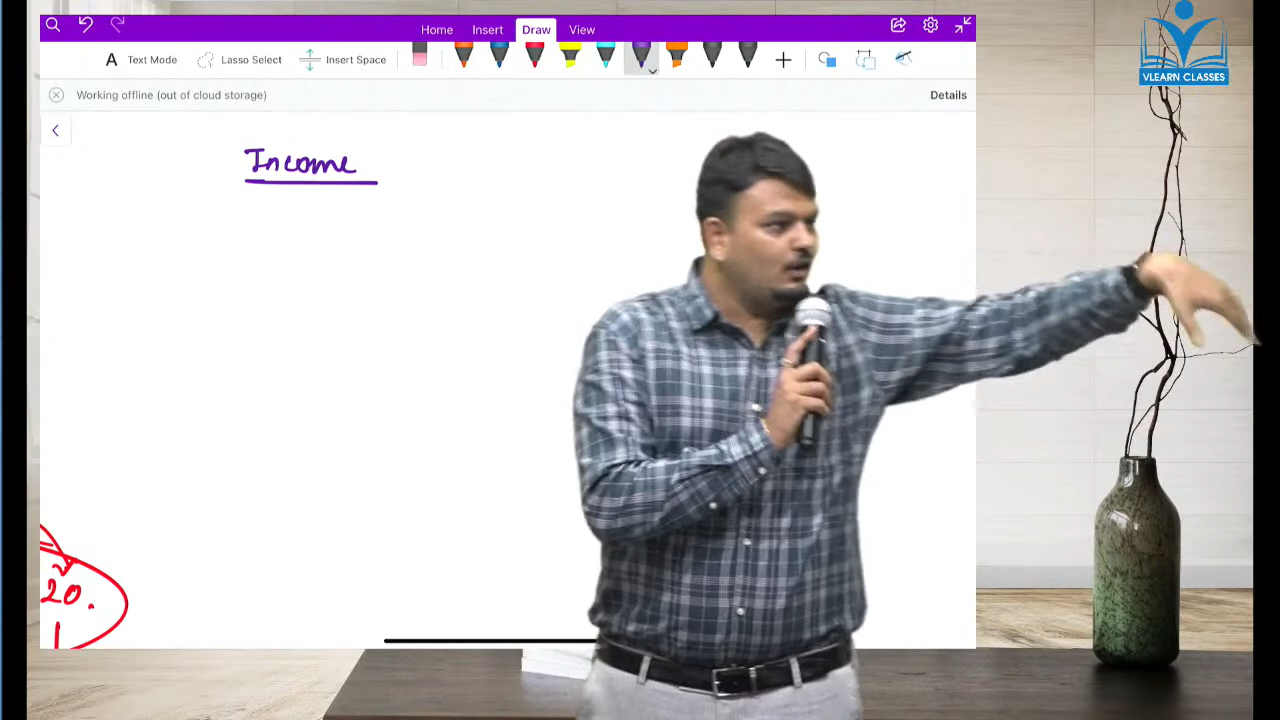 Home Insert Draw View
A Text Mode Lasso Select Insert Space
Working offline (out of cloud storage) Details
VLEARN CLASSES
Income
20.